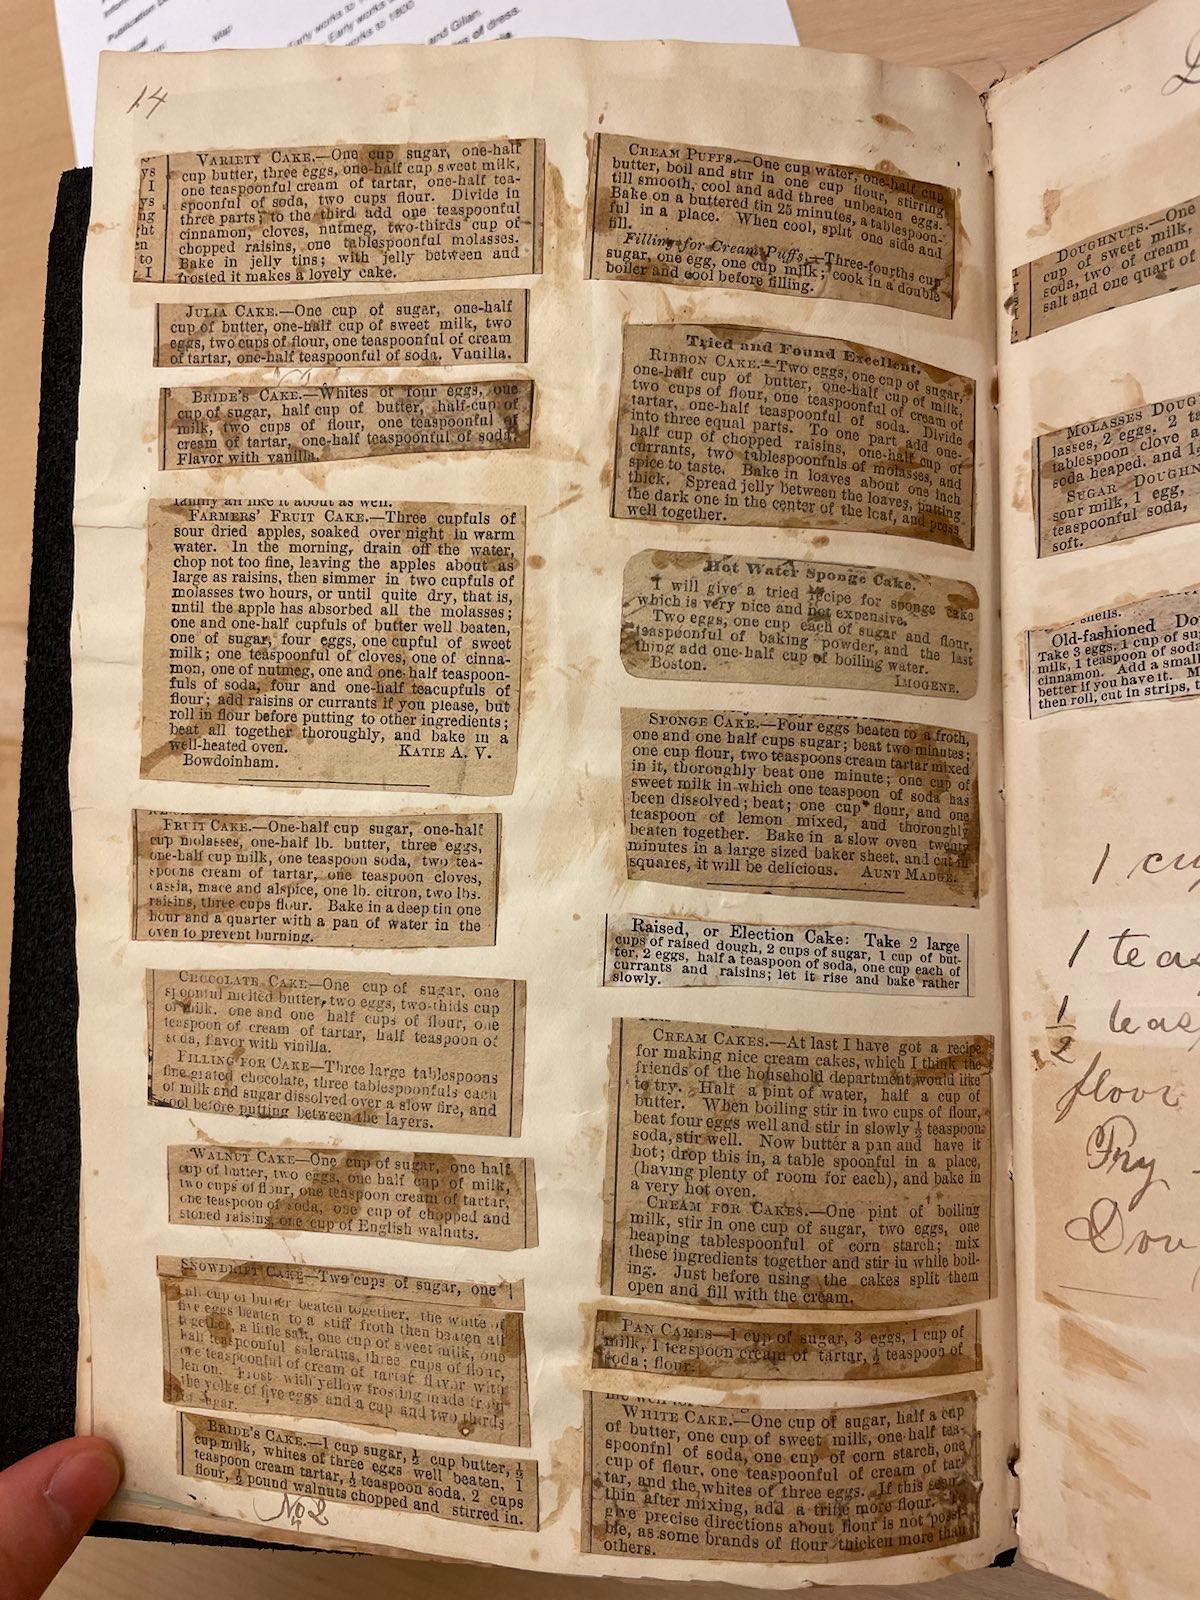 14
VARIETY CAKE.—One cup sugar, one-half
cup butter, three eggs, one-half cup sweet milk,
one teaspoonful cream of tartar, one-half tea-
spoonful of soda, two cups flour. Divide in
three parts; to the third add one teaspoonful
cinnamon, cloves, nutmeg, two-thirds cup of
chopped raisins, one tablespoonful molasses.
Bake in jelly tins; with jelly between and
frosted it makes a lovely cake.
ys
I
ys
ng
ht
en
to
I
JULIA CAKE.—One cup of sugar, one-half
cup of butter, one-half cup of sweet milk, two
eggs, two cups of flour, one teaspoonful of cream
of tartar, one-half teaspoonful of soda. Vanilla.
BRIDE'S CAKE.—Whites of four eggs, one
cup of sugar, half cup of butter, half-cup of
milk, two cups of flour, one teaspoonful of
cream of tartar, one-half teaspoonful of soda.
Flavor with vanilla.
family all like it about as well.
FARMERS' FRUIT CAKE.—Three cupfuls of
sour dried apples, soaked over night in warm
water. In the morning, drain off the water,
chop not too fine, leaving the apples about as
large as raisins, then simmer in two cupfuls of
molasses two hours, or until quite dry, that is,
until the apple has absorbed all the molasses;
one and one-half cupfuls of butter well beaten,
one of sugar, four eggs, one cupful of sweet
milk; one teaspoonful of cloves, one of cinna-
mon, one of nutmeg, one and one-half teaspoon-
fuls of soda, four and one-half teacupfuls of
flour; add raisins or currants if you please, but
roll in flour before putting to other ingredients;
beat all together thoroughly, and bake in a
well-heated oven. KATIE A. V.
Bowdoinham.
FRUIT CAKE.—One-half cup sugar, one-half
cup molasses, one-half lb. butter, three eggs,
one-half cup milk, one teaspoon soda, two tea-
spoons cream of tartar, one teaspoon cloves,
cassia, mace and alspice, one lb. citron, two lbs.
raisins, three cups flour. Bake in a deep tin one
hour and a quarter with a pan of water in the
oven to prevent burning.
CHOCOLATE CAKE—One cup of sugar, one
spoonful melted butter, two eggs, two-thids cup
of milk. one and one half cups of flour, one
teaspoon of cream of tartar, half teaspoon of
soda, flavor with vanilla.
FILLING FOR CAKE—Three large tablespoons
fine grated chocolate, three tablespoonfuls each
of milk and sugar dissolved over a slow fire, and
cool before putting between the layers.
WALNUT CAKE—One cup of sugar, one half
cup of butter, two eggs, one half cup of milk,
two cups of flour, one teaspoon cream of tartar,
one teaspoon of soda, one cup of chopped and
stoned raising, one cup of English walnuts.
SNOWDRIFT CAKE—Two cups of sugar, one
half cup of butter beaten together, the white of
five eggs beaten to a stiff froth then beaten all
together, a little salt, one cup of sweet milk, one
half teaspoonful saleratus, three cups of flour,
one teaspoonful of cream of tartar flavor with
lemon. Frost with yellow frosting made from
the yolks of five eggs and a cup and two thirds
of sugar.
BRIDE'S CAKE.—1 cup sugar, ½ cup butter, ½
cup milk, whites of three eggs well beaten, 1
teaspoon cream tartar, ½ teaspoon soda, 2 cups
flour, ½ pound walnuts chopped and stirred in.
No 2
CREAM PUFFS.—One cup water, one-half cup
butter, boil and stir in one cup flour, stirring
till smooth, cool and add three unbeaten eggs.
Bake on a buttered tin 25 minutes, a tablespoon-
ful in a place. When cool, split one side and
fill.
Filling for Cream Puffs.—Three-fourths cup
sugar, one egg, one cup milk; cook in a double
boiler and cool before filling.
Tried and Found Excellent.
RIBBON CAKE.—Two eggs, one cup of sugar,
one-half cup of butter, one-half cup of milk,
two cups of flour, one teaspoonful of cream of
tartar, one-half teaspoonful of soda. Divide
into three equal parts. To one part add one-
half cup of chopped raisins, one-half cup of
currants, two tablespoonfuls of molasses, and
spice to taste. Bake in loaves about one inch
thick. Spread jelly between the loaves, putting
the dark one in the center of the loaf, and press
well together.
Hot Water Sponge Cake.
I will give a tried recipe for sponge cake
which is very nice and not expensive.
Two eggs, one cup each of sugar and flour,
teaspoonful of baking powder, and the last
thing add one-half cup of boiling water.
Boston. IMOGENE.
SPONGE CAKE.—Four eggs beaten to a froth,
one and one half cups sugar; beat two minutes;
one cup flour, two teaspoons cream tartar mixed
in it, thoroughly beat one minute; one cup of
sweet milk in which one teaspoon of soda has
been dissolved; beat; one cup flour, and one
teaspoon of lemon mixed, and thoroughly
beaten together. Bake in a slow oven twenty
minutes in a large sized baker sheet, and cut in
squares, it will be delicious. AUNT MADGE.
Raised, or Election Cake: Take 2 large
cups of raised dough, 2 cups of sugar, 1 cup of but-
ter, 2 eggs, half a teaspoon of soda, one cup each of
currants and raisins; let it rise and bake rather
slowly.
CREAM CAKES.—At last I have got a recipe
for making nice cream cakes, which I think the
friends of the household department would like
to try. Half a pint of water, half a cup of
butter. When boiling stir in two cups of flour,
beat four eggs well and stir in slowly ½ teaspoon
soda, stir well. Now butter a pan and have it
hot; drop this in, a table spoonful in a place,
(having plenty of room for each), and bake in
a very hot oven.
CREAM FOR CAKES.—One pint of boiling
milk, stir in one cup of sugar, two eggs, one
heaping tablespoonful of corn starch; mix
these ingredients together and stir in while boil-
ing. Just before using the cakes split them
open and fill with the cream.
PAN CAKES—1 cup of sugar, 3 eggs, 1 cup of
milk, 1 teaspoon cream of tartar, ½ teaspoon of
soda; flour.
WHITE CAKE.—One cup of sugar, half a cup
of butter, one cup of sweet milk, one-half tea-
spoonful of soda, one cup of corn starch, one
cup of flour, one teaspoonful of cream of tar-
tar, and the whites of three eggs. If this seems
thin after mixing, add a trifle more flour. To
give precise directions about flour is not possi-
ble, as some brands of flour thicken more than
others.
DOUGHNUTS.—One
cup of sweet milk,
soda, two of cream
salt and one quart of
MOLASSES DOUGH
lasses, 2 eggs, 2 ta
tablespoon clove a
soda heaped, and
SUGAR DOUGHN
sour milk, 1 egg,
teaspoonful soda,
soft.
shells.
Old-fashioned Do
Take 3 eggs, 1 cup of su
milk, 1 teaspoon of soda
cinnamon. Add a small
better if you have it. M
then roll, cut in strips, t
1 cu
1 teas
½ teas
flour
Fry
Dou